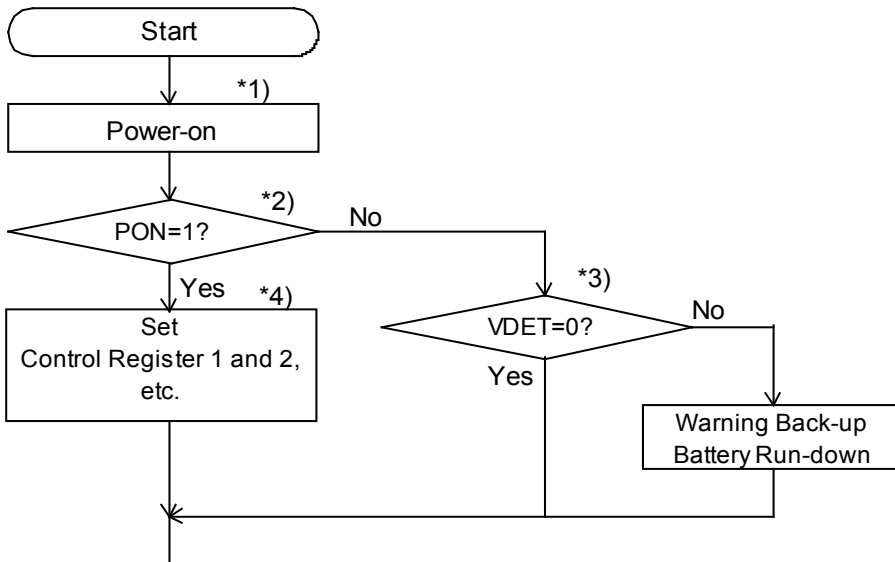 Start
*1)
Power-on
*2)
PON=1?
No
Yes
*4)
Set
Control Register 1 and 2,
etc.
*3)
VDET=0?
No
Yes
Warning Back-up
Battery Run-down